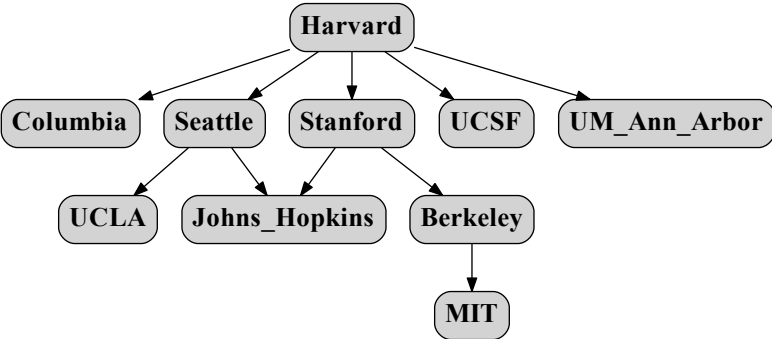 Harvard
Columbia
Seattle
Stanford
UCSF
UM_Ann_Arbor
UCLA
Johns_Hopkins
Berkeley
MIT